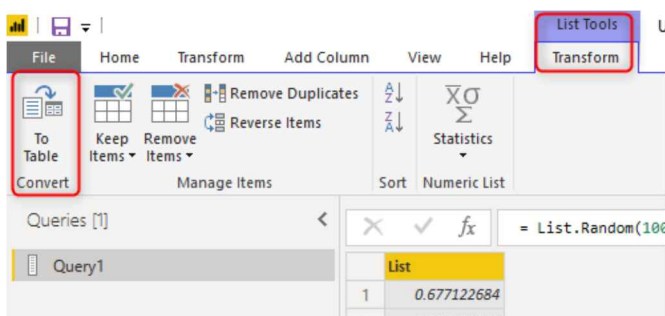 List Tools
File Home Transform Add Column View Help Transform
Remove Duplicates
Reverse Items
To Table
Keep Items
Remove Items
Statistics
Convert Manage Items Sort Numeric List
Queries [1]
fx = List.Random(100
Query1
List
1 0.677122684